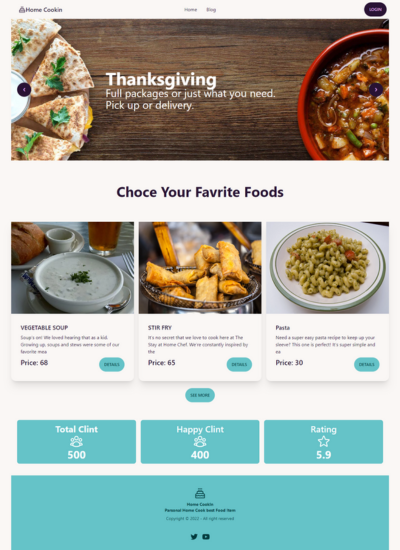 Home Cookin
Home Blog
LOGIN
Thanksgiving
Full packages or just what you need.
Pick up or delivery.
Choce Your Favrite Foods
VEGETABLE SOUP
Soup's on! We loved hearing that as a kid.
Growing up, soups and stews were some of our
favorite mea
Price: 68
DETAILS
STIR FRY
It's no secret that we love to cook here at The
Stay at Home Chef. We're constantly inspired by
the
Price: 65
DETAILS
Pasta
Need a super easy pasta recipe to keep up your
sleeve? This one is perfect! It's super simple and
ea
Price: 30
DETAILS
SEE MORE
Total Clint
500
Happy Clint
400
Rating
5.9
Home Cookin
Personal Home Cook best Food Item
Copyright © 2022 - All right reserved